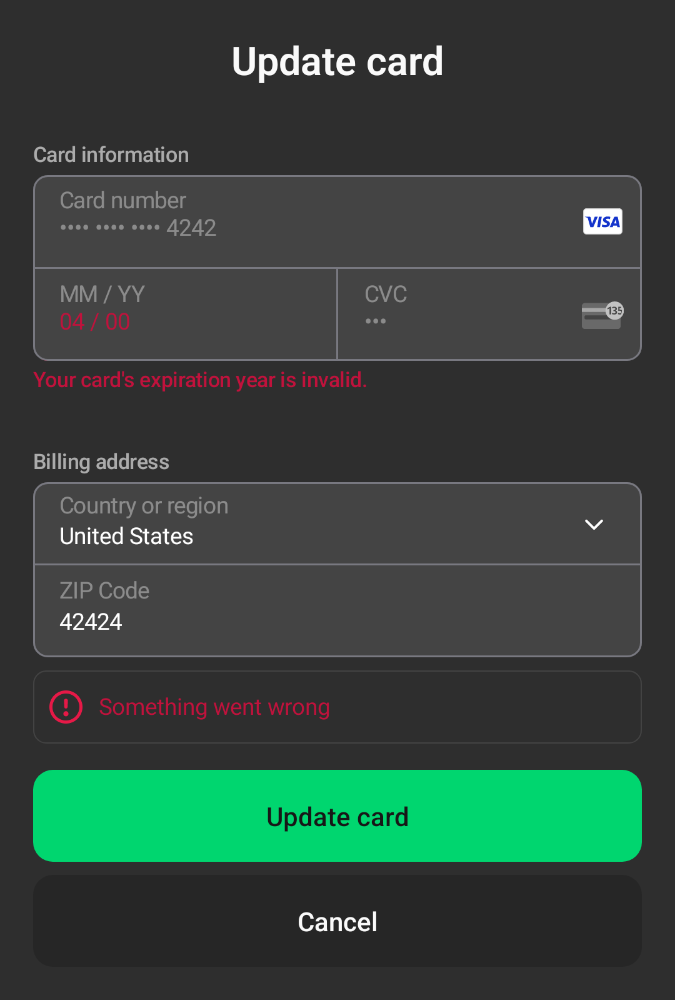 Update card
Card information
Card number
•••• •••• •••• 4242
VISA
MM / YY
04 / 00
CVC
•••
135
Your card's expiration year is invalid.
Billing address
Country or region
United States
ZIP Code
42424
Something went wrong
Update card
Cancel